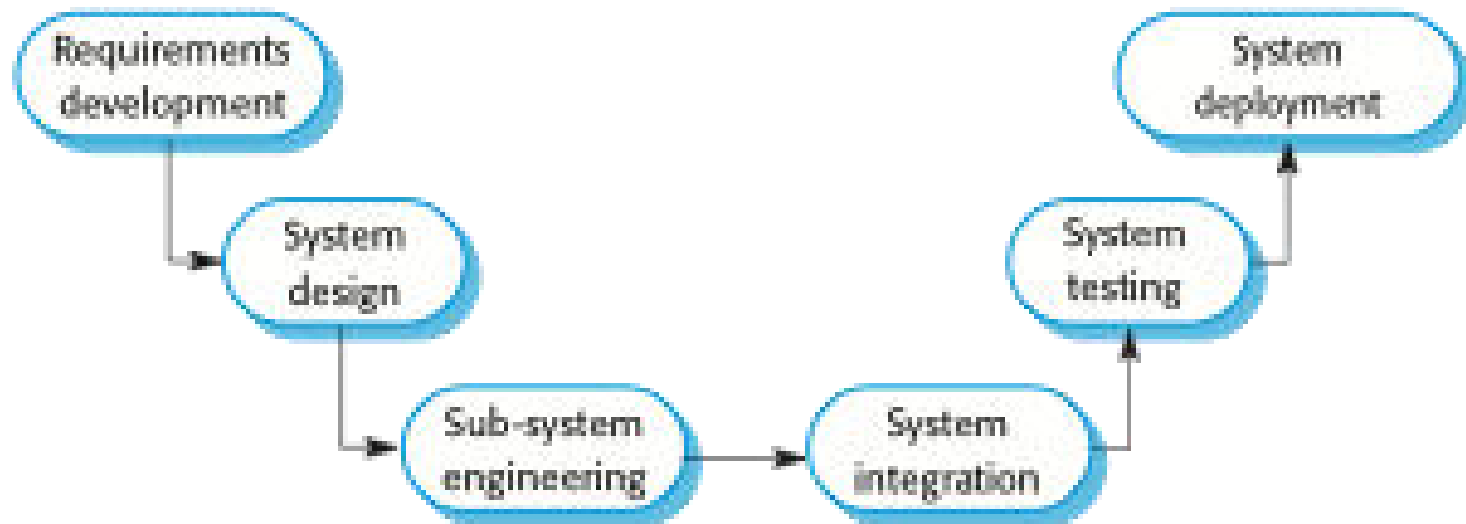 Requirements
development
System
design
Sub-system
engineering
System
integration
System
testing
System
deployment